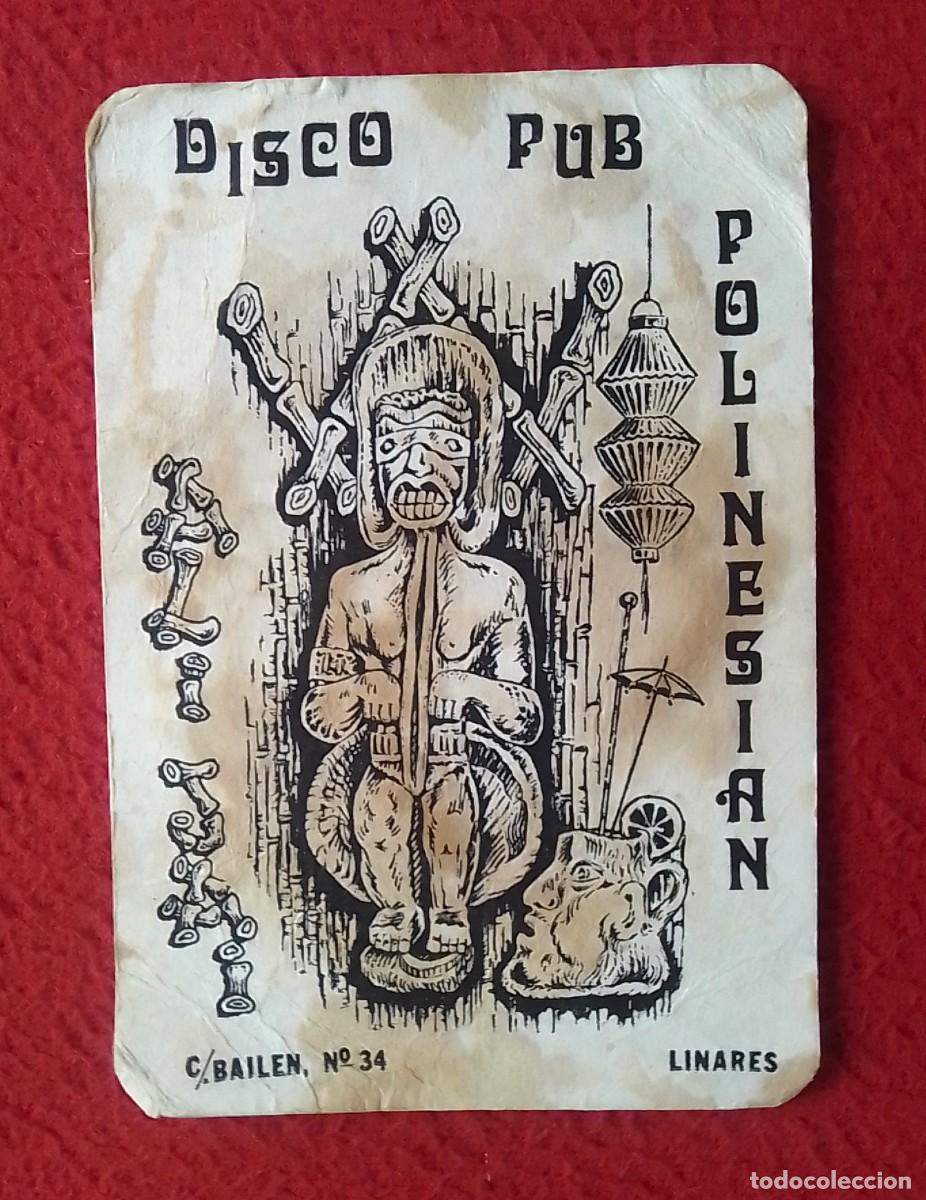 DISCO PUB
POLINESIAN
C/. BAILEN, Nº 34
LINARES
todocoleccion